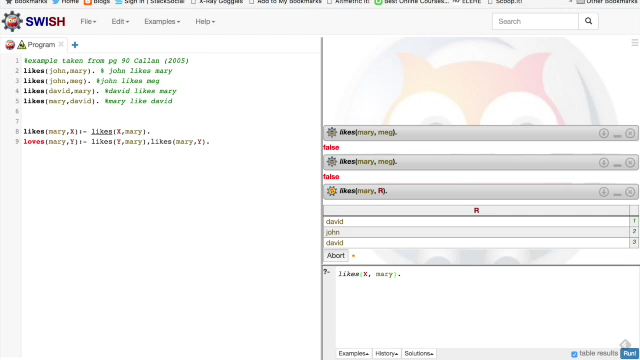 Bookmarks Home Blogs Sign In | StackSocial X-Ray Goggles Add to My Bookmarks Best Online Courses... ELEME Scoop.it! Other Bookmarks
SWISH File Edit Examples Help Search
Program
1 %example taken from pg 90 Callan (2005)
2 likes(john,mary). % john likes mary
3 likes(john,meg). %john likes meg
4 likes(david,mary). %david likes mary
5 likes(mary,david). %mary like david
6
7
8 likes(mary,X):- likes(X,mary).
9 loves(mary,Y):- likes(Y,mary),likes(mary,Y).
likes(mary, meg).
false
likes(mary, meg).
false
likes(mary, R).
R
david 1
john 2
david 3
Abort
?- likes(X, mary).
Examples History Solutions table results Run!